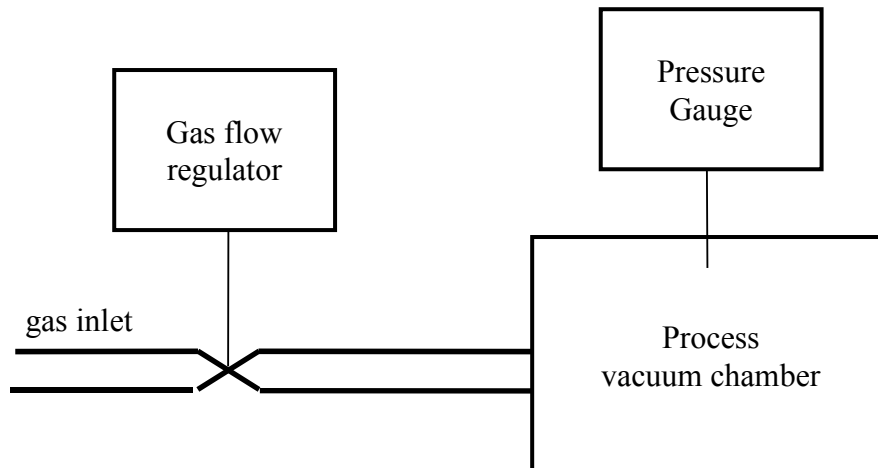 Pressure
Gauge
Gas flow
regulator
gas inlet
Process
vacuum chamber